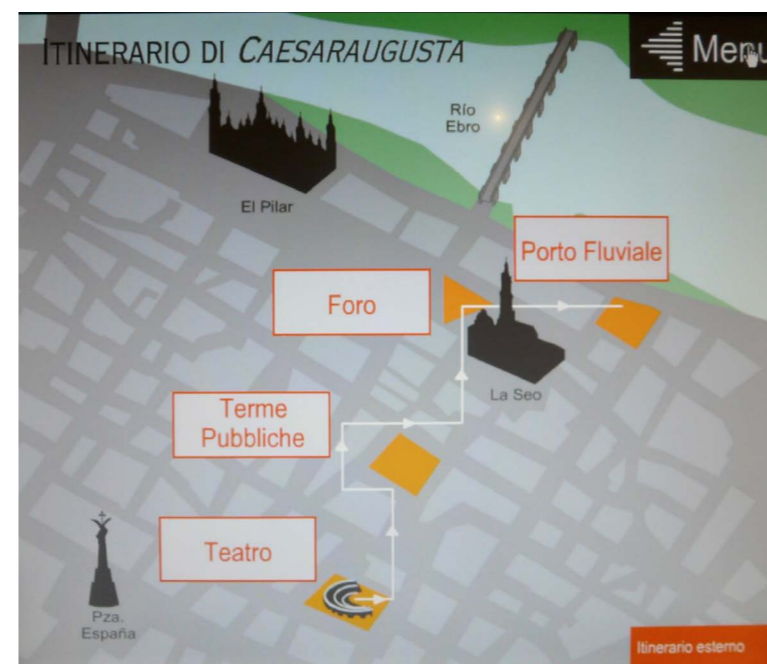 ITINERARIO DI CAESARAUGUSTA
Menu
Río
Ebro
El Pilar
Porto Fluviale
Foro
La Seo
Terme
Pubbliche
Teatro
Pza.
España
Itinerario esterno